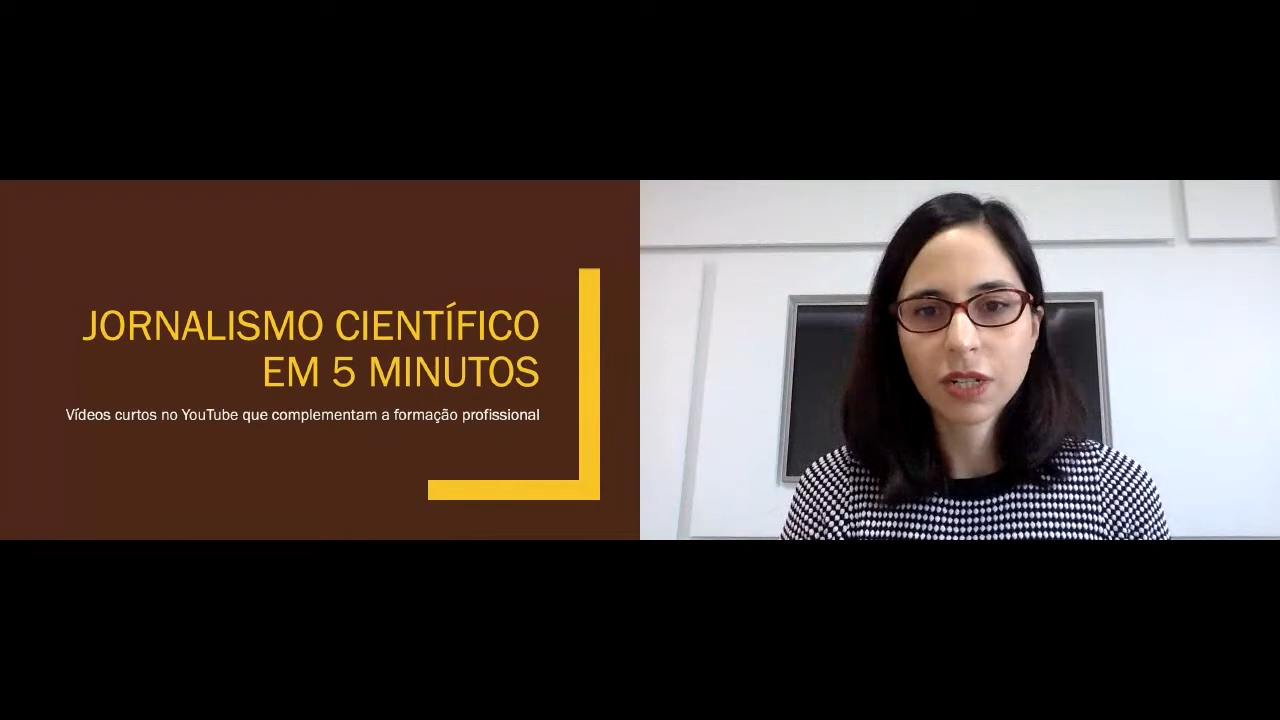 JORNALISMO CIENTÍFICO
EM 5 MINUTOS
Vídeos curtos no YouTube que complementam a formação profissional